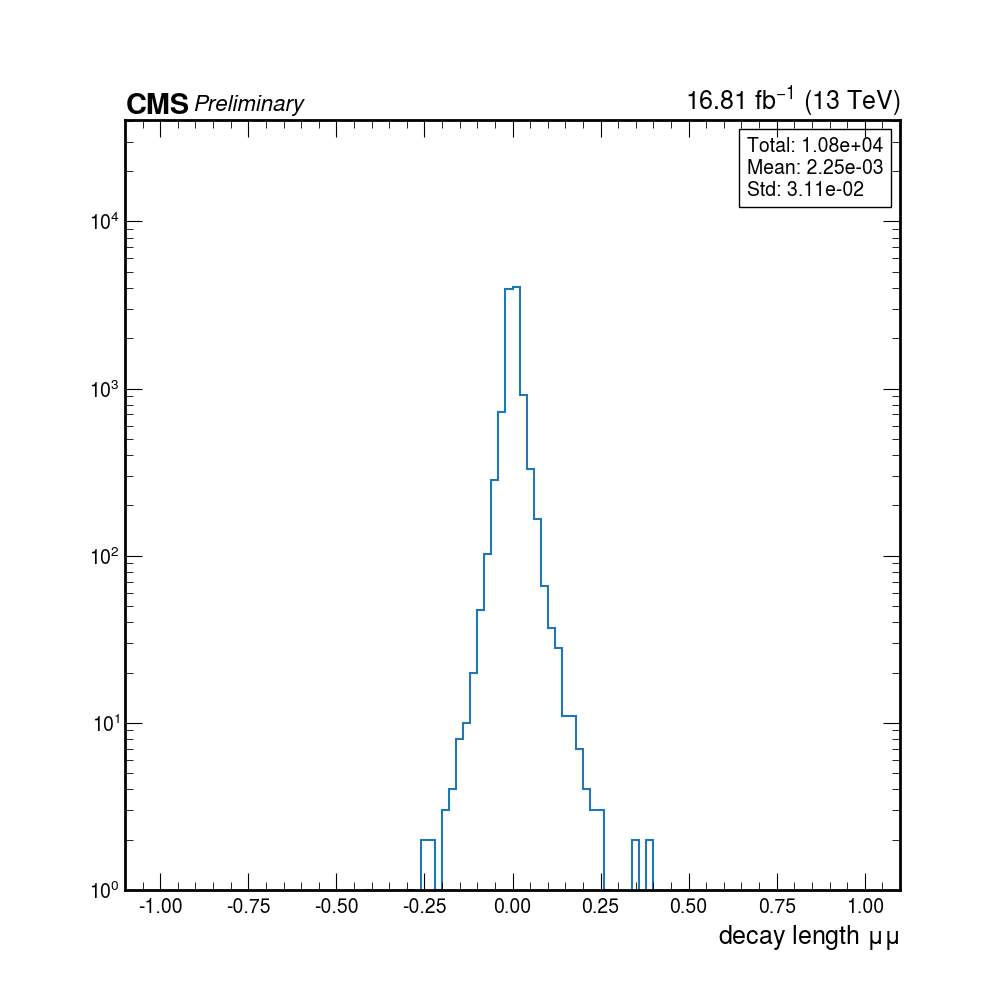 CMS Preliminary 16.81 fb⁻¹ (13 TeV)
Total: 1.08e+04
Mean: 2.25e-03
Std: 3.11e-02
10⁴
10³
10²
10¹
10⁰
-1.00 -0.75 -0.50 -0.25 0.00 0.25 0.50 0.75 1.00
decay length μμ